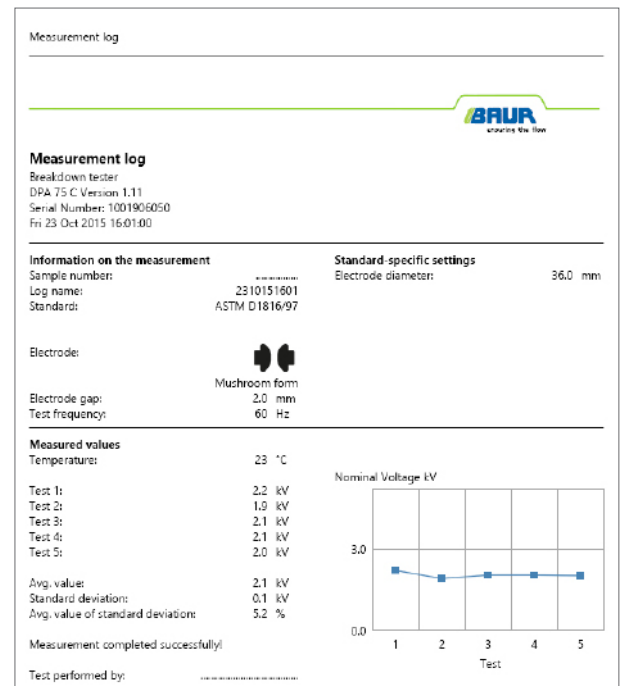 Measurement log
BAUR
ensuring the flow
Measurement log
Breakdown tester
DPA 75 C Version 1.11
Serial Number: 1001906050
Fri 23 Oct 2015 16:01:00
Information on the measurement
Sample number: ..............
Log name: 2310151601
Standard: ASTM D1816/97
Standard-specific settings
Electrode diameter: 36.0 mm
Electrode:
Mushroom form
Electrode gap: 2.0 mm
Test frequency: 60 Hz
Measured values
Temperature: 23 °C
Test 1: 2.2 kV
Test 2: 1.9 kV
Test 3: 2.1 kV
Test 4: 2.1 kV
Test 5: 2.0 kV
Avg. value: 2.1 kV
Standard deviation: 0.1 kV
Avg. value of standard deviation: 5.2 %
Measurement completed successfully!
Test performed by: ................................
Nominal Voltage kV
3.0
0.0
1 2 3 4 5
Test